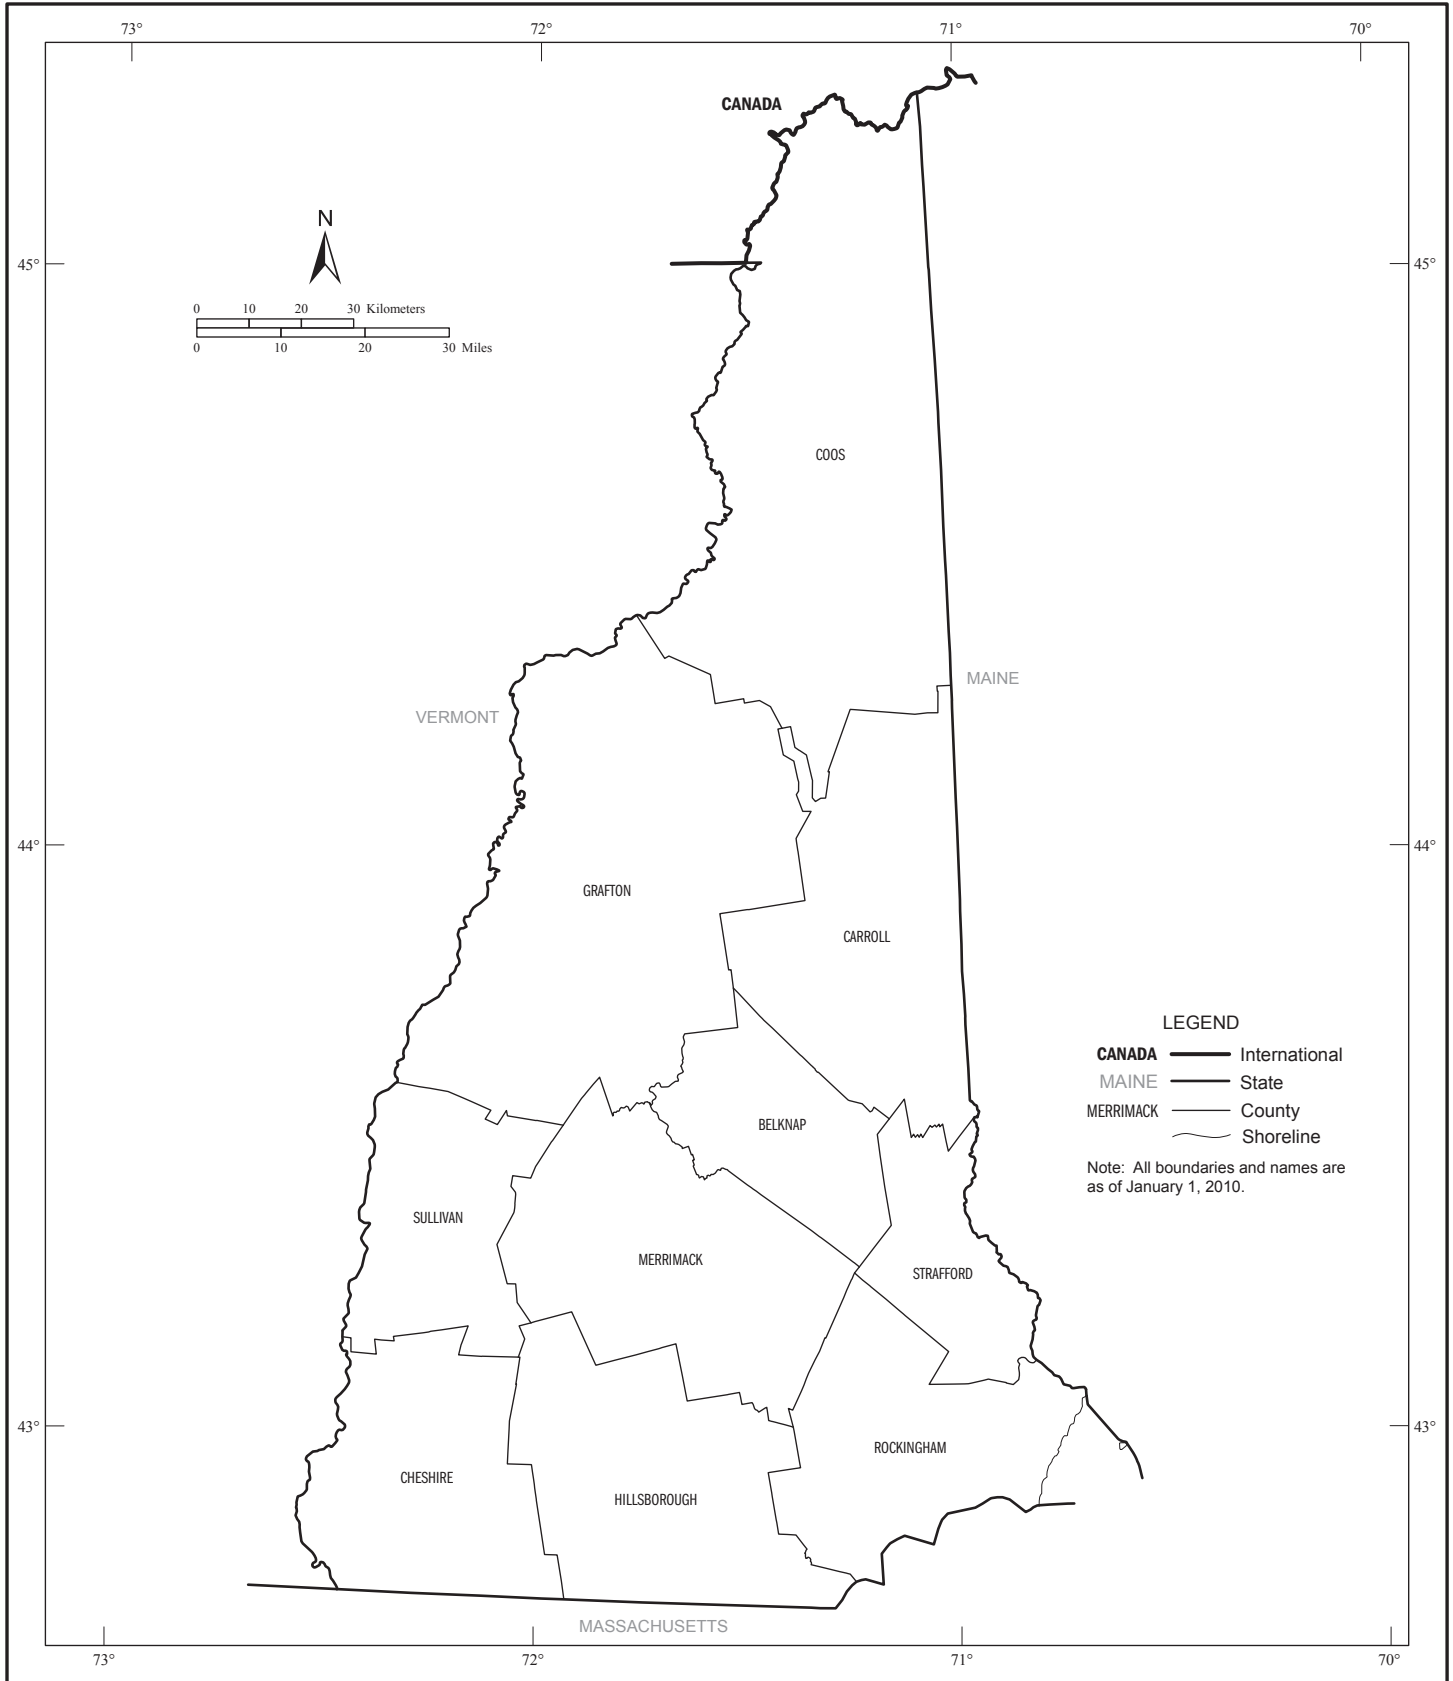 73° 72° 71° 70°
CANADA
N
45° 45°
0 10 20 30 Kilometers
0 10 20 30 Miles
COOS
MAINE
VERMONT
44° 44°
GRAFTON
CARROLL
LEGEND
CANADA International
MAINE State
MERRIMACK County
Shoreline
Note: All boundaries and names are
as of January 1, 2010.
BELKNAP
SULLIVAN
MERRIMACK
STRAFFORD
43° 43°
ROCKINGHAM
CHESHIRE
HILLSBOROUGH
MASSACHUSETTS
73° 72° 71° 70°